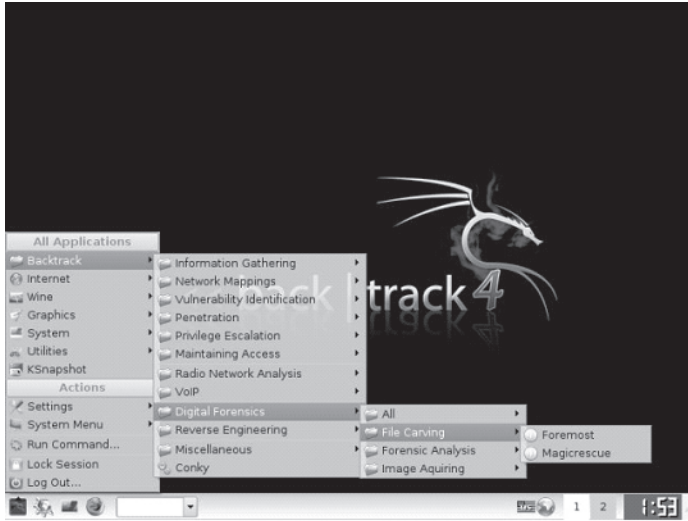 back | track 4
All Applications
Backtrack
Internet
Wine
Graphics
System
Utilities
KSnapshot
Actions
Settings
System Menu
Run Command...
Lock Session
Log Out...
Information Gathering
Network Mappings
Vulnerability Identification
Penetration
Privilege Escalation
Maintaining Access
Radio Network Analysis
VoIP
Digital Forensics
Reverse Engineering
Miscellaneous
Conky
All
File Carving
Forensic Analysis
Image Aquiring
Foremost
Magicrescue
1
2
1:53